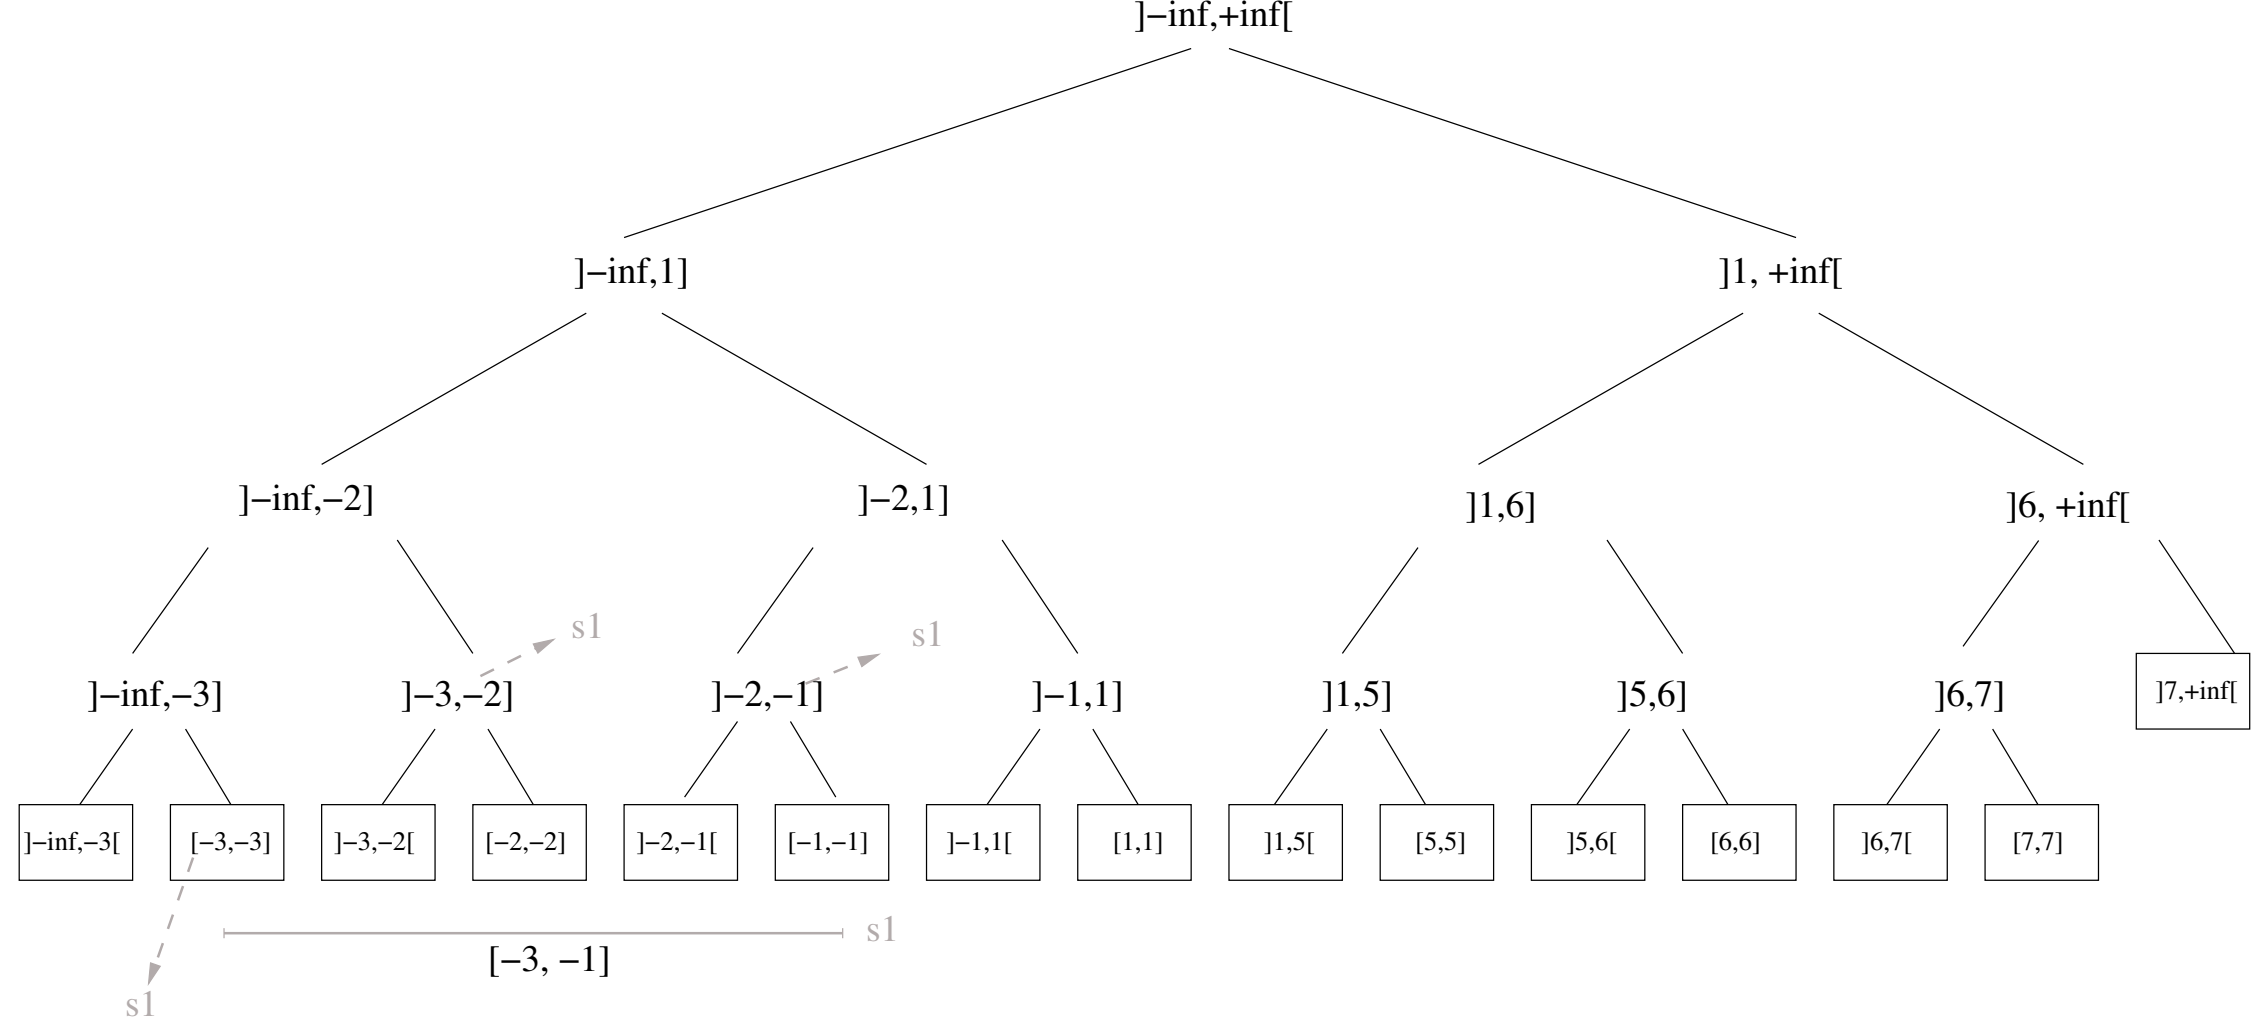 ]−inf,+inf[
]−inf,1] ]1, +inf[
]−inf,−2] ]−2,1] ]1,6] ]6, +inf[
s1 s1
]−inf,−3] ]−3,−2] ]−2,−1] ]−1,1] ]1,5] ]5,6] ]6,7] ]7,+inf[
]−inf,−3[ [−3,−3] ]−3,−2[ [−2,−2] ]−2,−1[ [−1,−1] ]−1,1[ [1,1] ]1,5[ [5,5] ]5,6[ [6,6] ]6,7[ [7,7]
s1
[−3, −1]
s1